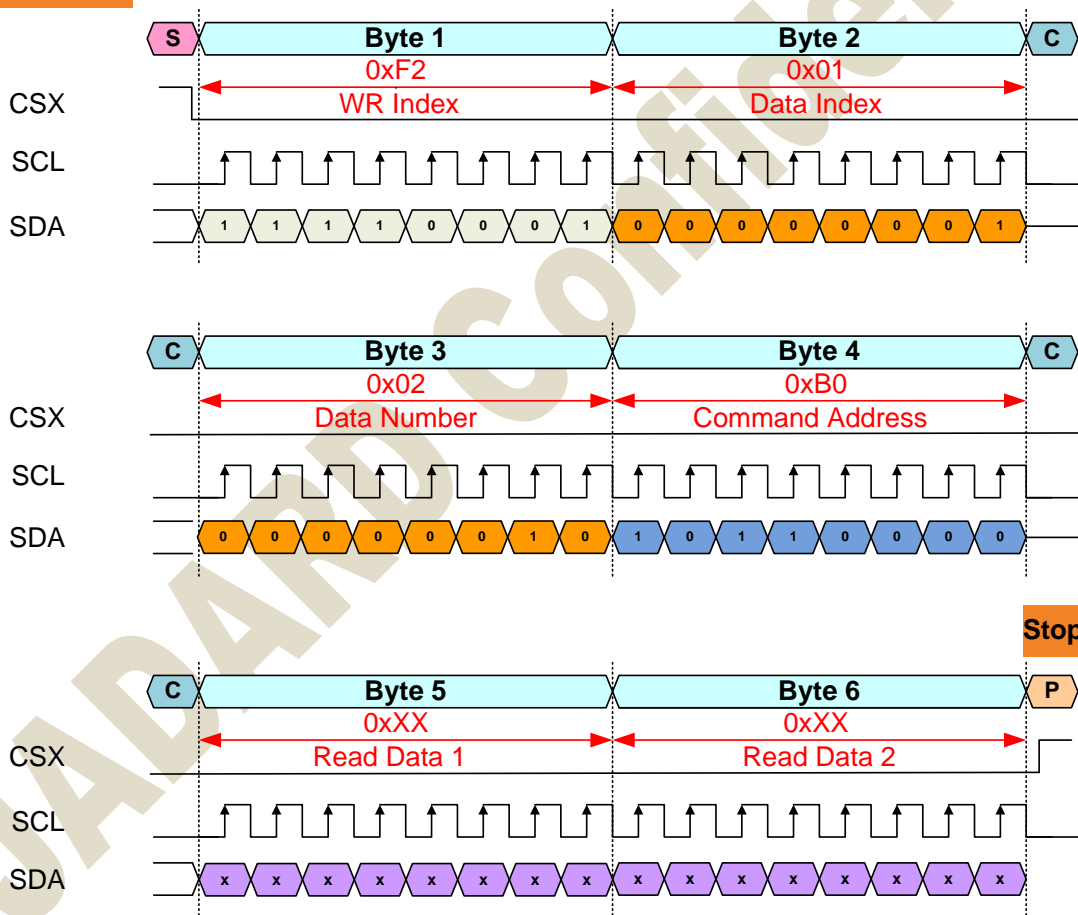 S Byte 1 Byte 2 C
0xF2 0x01
CSX WR Index Data Index
SCL
SDA 1 1 1 1 0 0 0 1 0 0 0 0 0 0 0 1
C Byte 3 Byte 4 C
0x02 0xB0
CSX Data Number Command Address
SCL
SDA 0 0 0 0 0 0 1 0 1 0 1 1 0 0 0 0
Stop
C Byte 5 Byte 6 P
0xXX 0xXX
CSX Read Data 1 Read Data 2
SCL
SDA x x x x x x x x x x x x x x x x
JADARD Confide